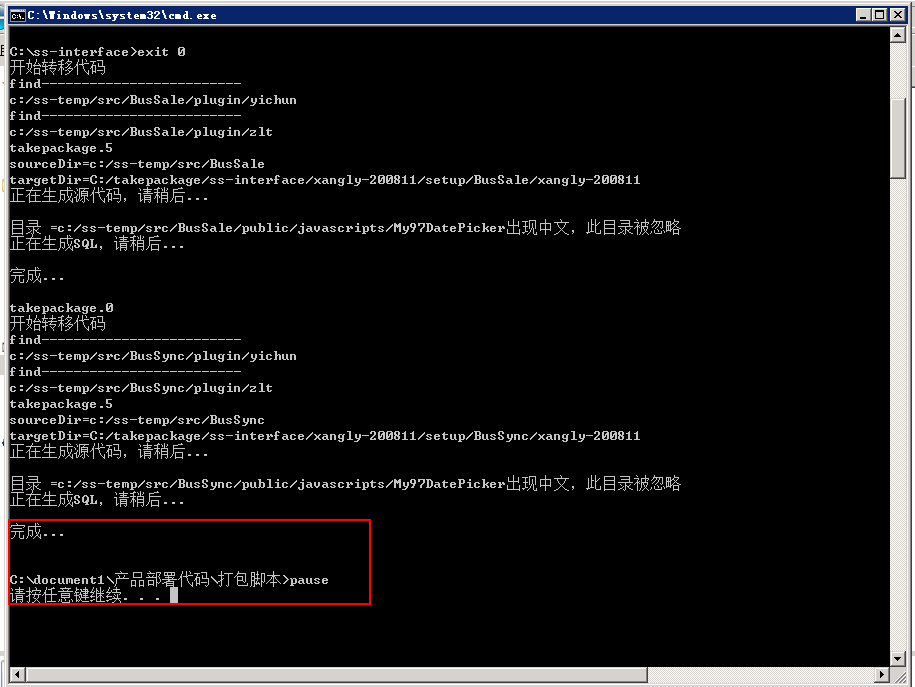 C:\Windows\system32\cmd.exe
C:\ss-interface>exit 0
开始转移代码
find-------------------------
c:/ss-temp/src/BusSale/plugin/yichun
find-------------------------
c:/ss-temp/src/BusSale/plugin/zlt
takepackage.5
sourceDir=c:/ss-temp/src/BusSale
targetDir=C:/takepackage/ss-interface/xangly-200811/setup/BusSale/xangly-200811
正在生成源代码，请稍后...
目录 =c:/ss-temp/src/BusSale/public/javascripts/My97DatePicker出现中文，此目录被忽略
正在生成SQL，请稍后...
完成...
takepackage.0
开始转移代码
find-------------------------
c:/ss-temp/src/BusSync/plugin/yichun
find-------------------------
c:/ss-temp/src/BusSync/plugin/zlt
takepackage.5
sourceDir=c:/ss-temp/src/BusSync
targetDir=C:/takepackage/ss-interface/xangly-200811/setup/BusSync/xangly-200811
正在生成源代码，请稍后...
目录 =c:/ss-temp/src/BusSync/public/javascripts/My97DatePicker出现中文，此目录被忽略
正在生成SQL，请稍后...
完成...
C:\document1\产品部署代码\打包脚本>pause
请按任意键继续. . .